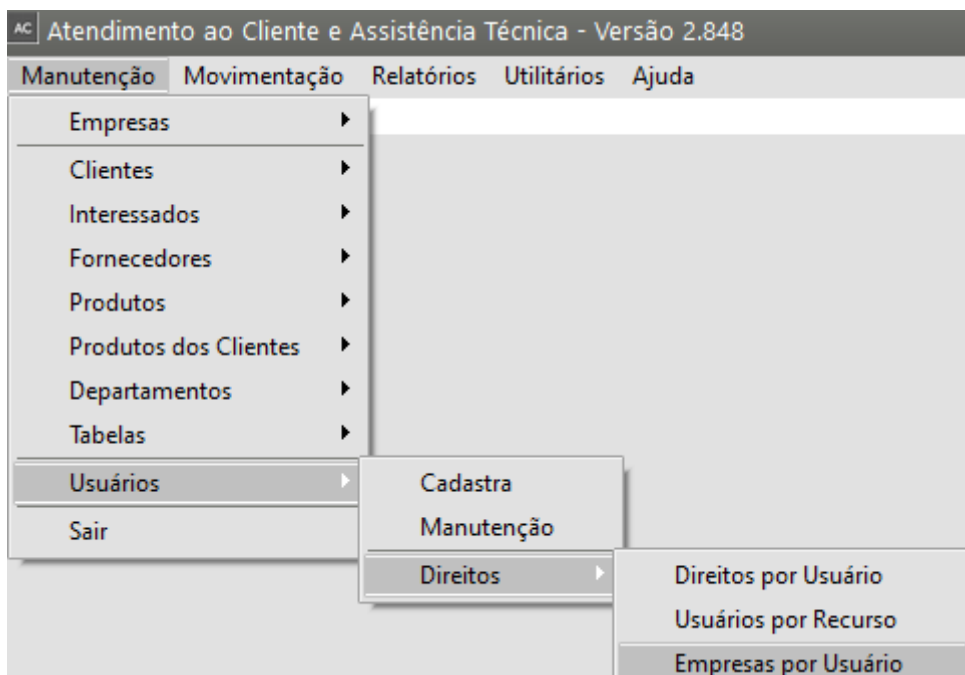 AC Atendimento ao Cliente e Assistência Técnica - Versão 2.848
Manutenção Movimentação Relatórios Utilitários Ajuda
Empresas
Clientes
Interessados
Fornecedores
Produtos
Produtos dos Clientes
Departamentos
Tabelas
Usuários
Sair
Cadastra
Manutenção
Direitos
Direitos por Usuário
Usuários por Recurso
Empresas por Usuário